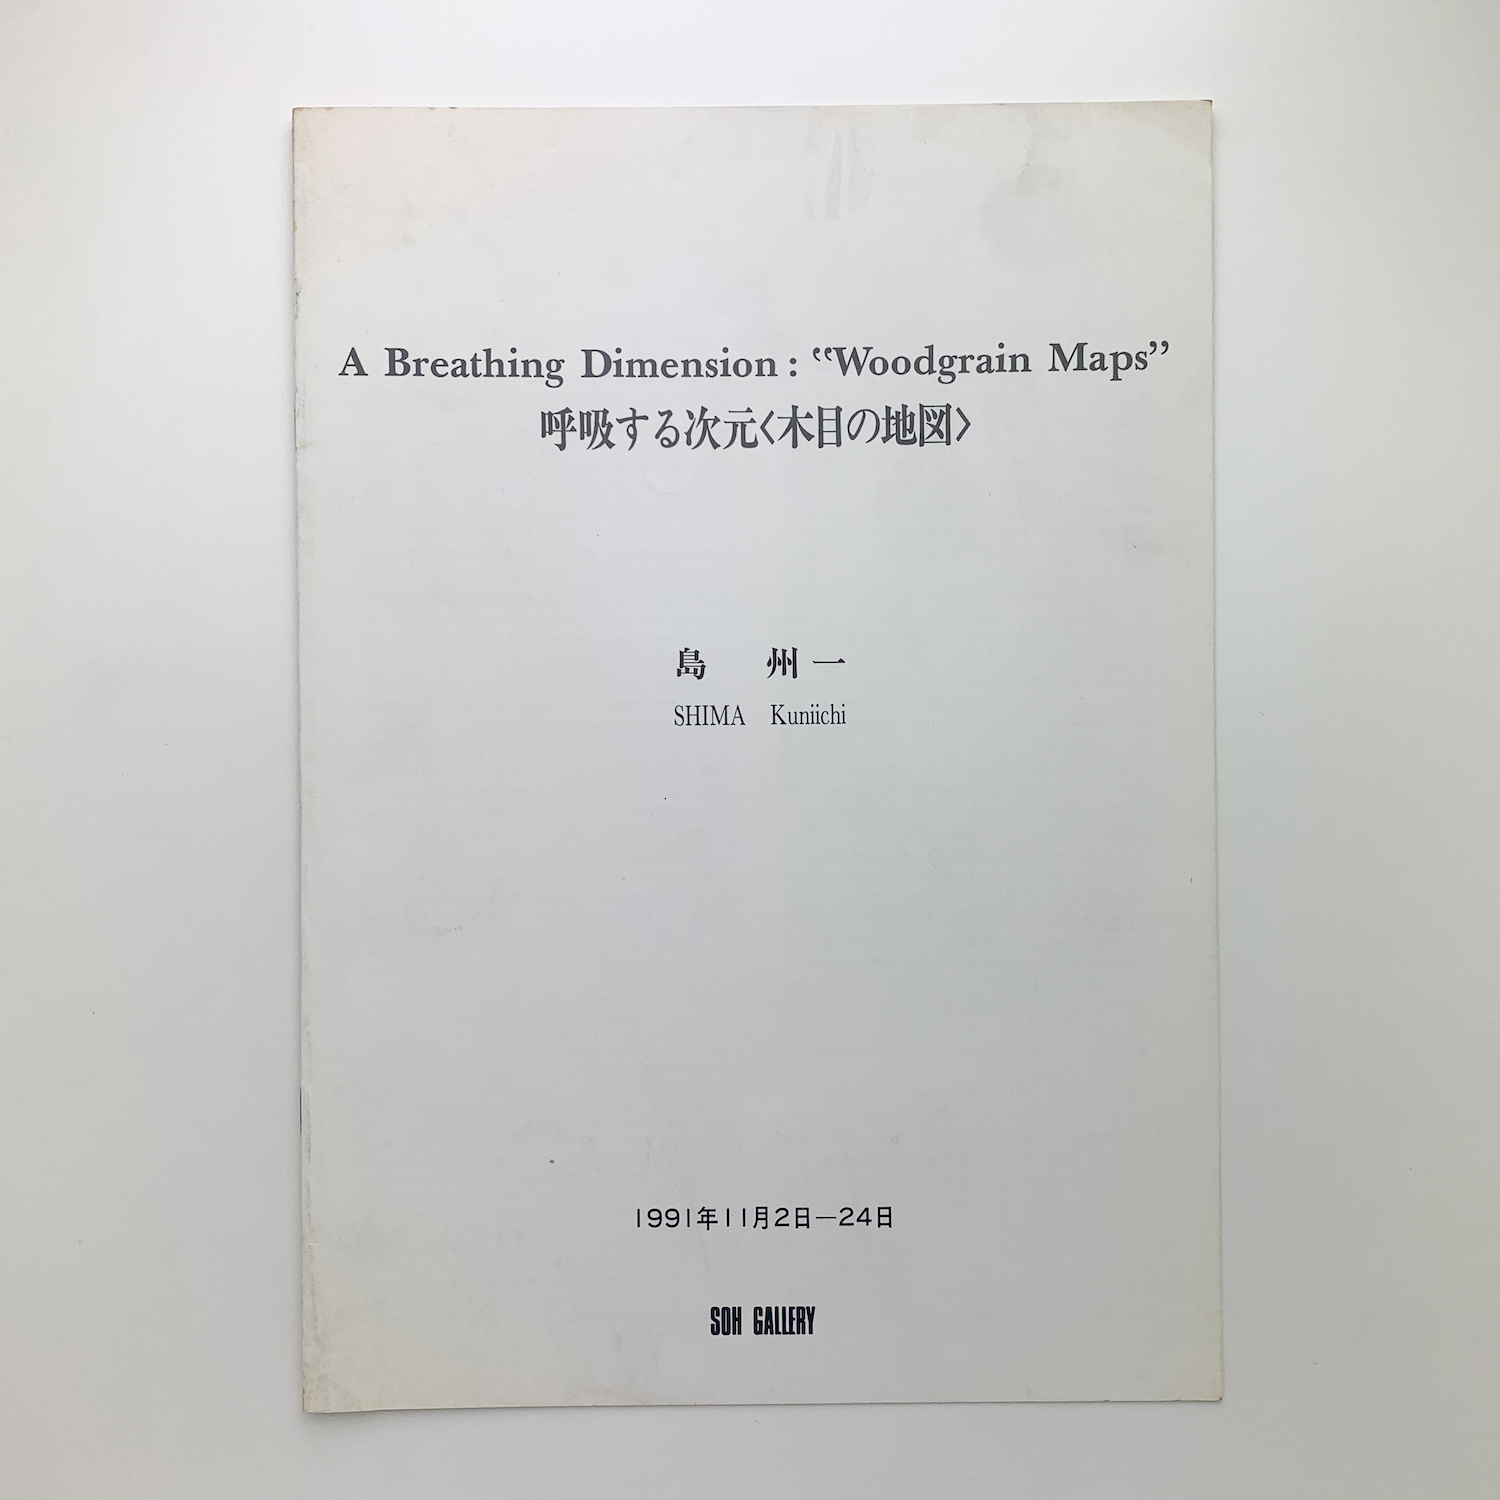 A Breathing Dimension: “Woodgrain Maps”
呼吸する次元〈木目の地図〉
島 州一
SHIMA Kuniichi
1991年11月2日—24日
SOH GALLERY